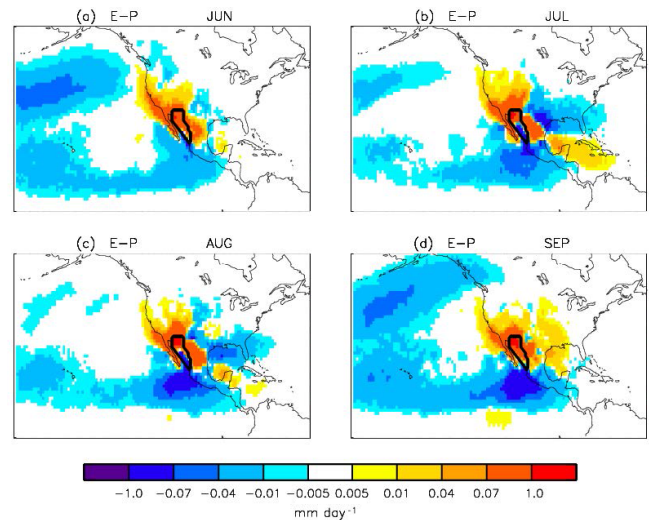 (a) E-P JUN
(b) E-P JUL
(c) E-P AUG
(d) E-P SEP
-1.0 -0.07 -0.04 -0.01 -0.005 0.005 0.01 0.04 0.07 1.0
mm day⁻¹